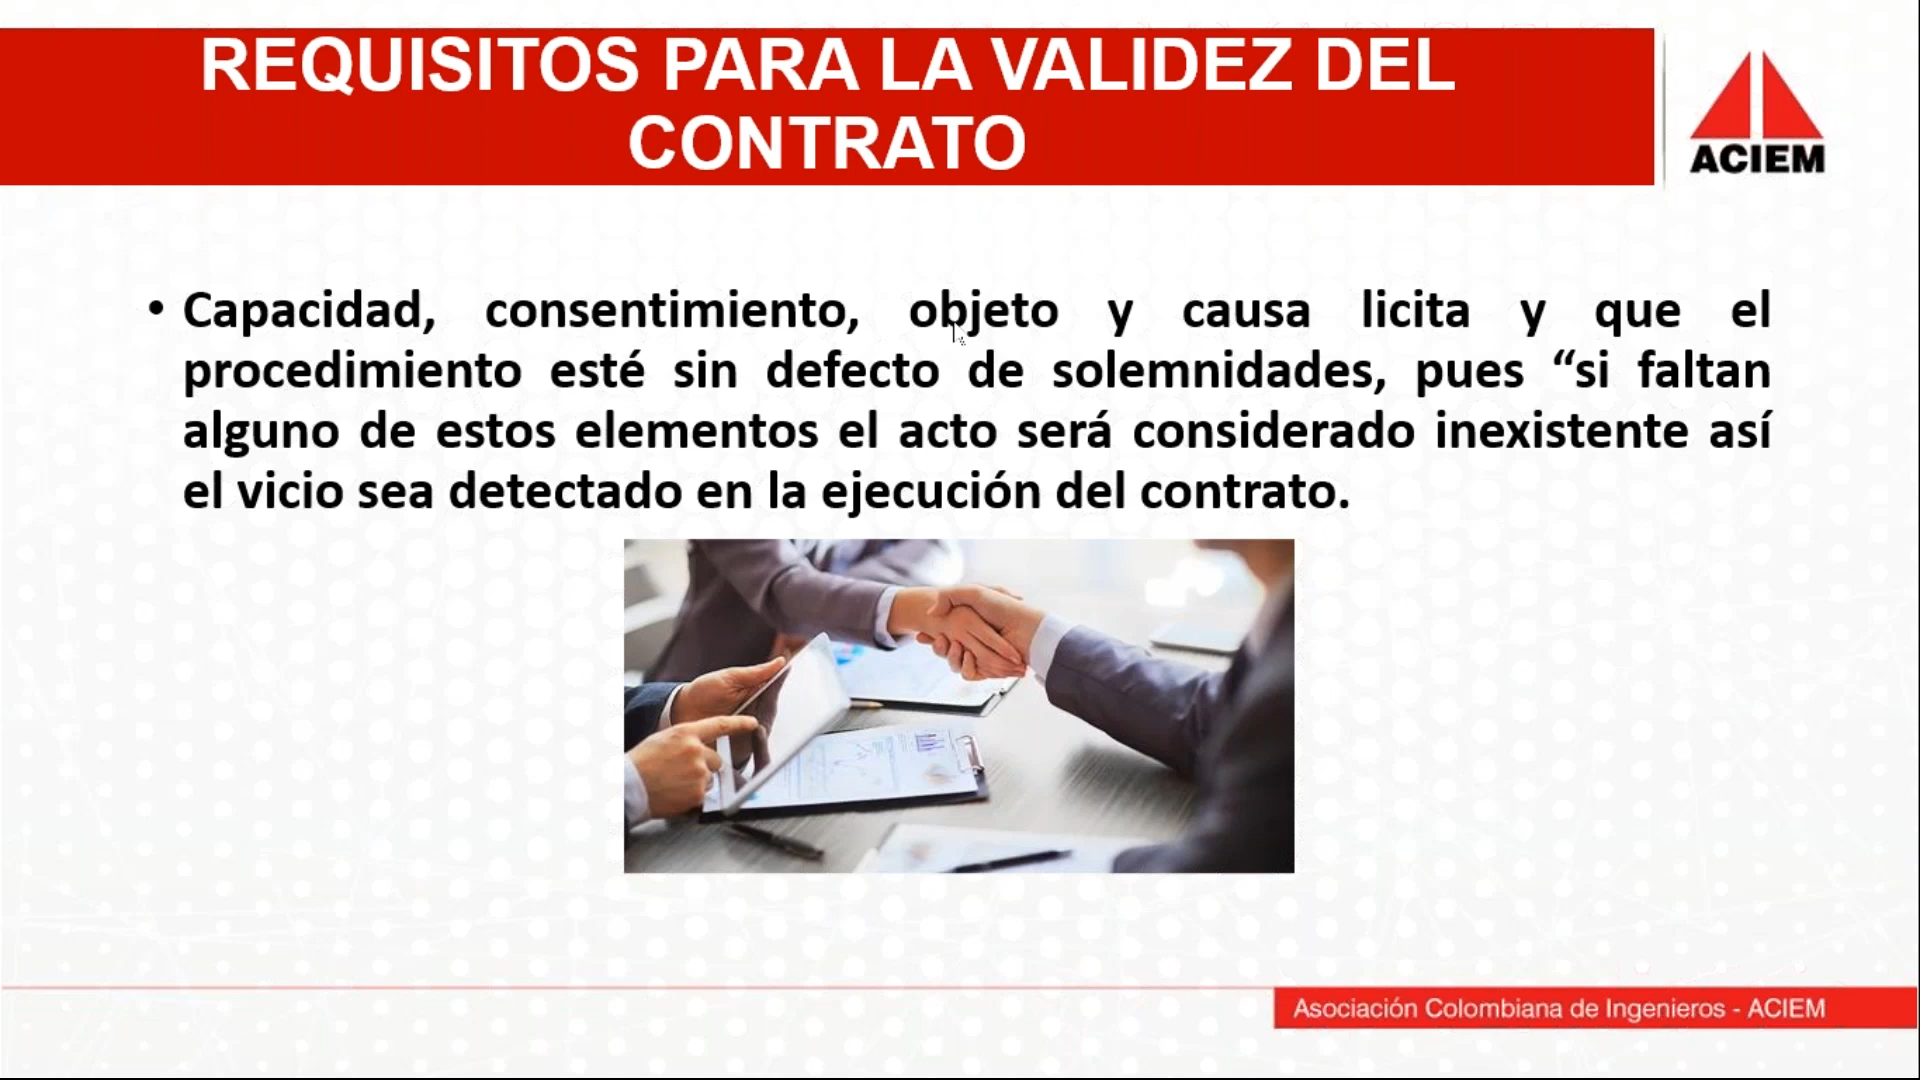 REQUISITOS PARA LA VALIDEZ DEL
CONTRATO
ACIEM
• Capacidad, consentimiento, objeto y causa licita y que el
procedimiento esté sin defecto de solemnidades, pues “si faltan
alguno de estos elementos el acto será considerado inexistente así
el vicio sea detectado en la ejecución del contrato.
Asociación Colombiana de Ingenieros - ACIEM